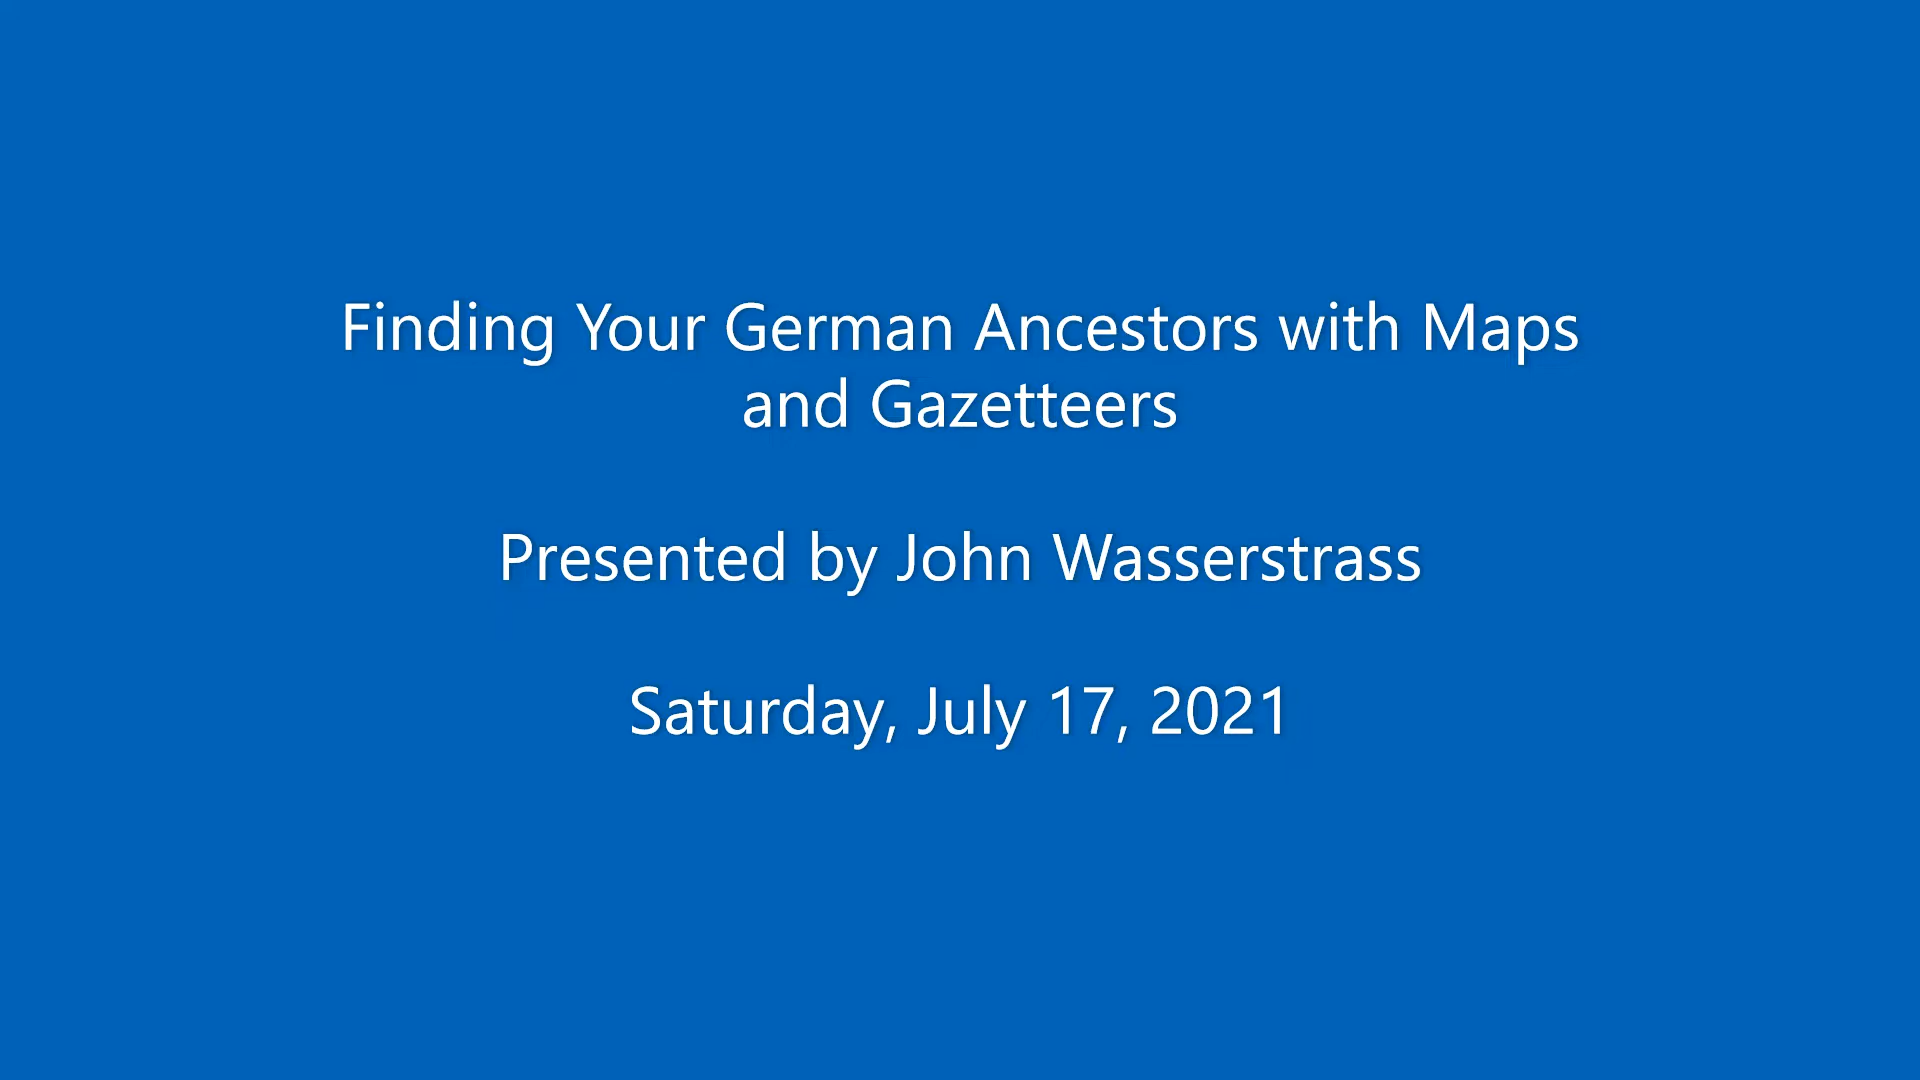 Finding Your German Ancestors with Maps
and Gazetteers
Presented by John Wasserstrass
Saturday, July 17, 2021